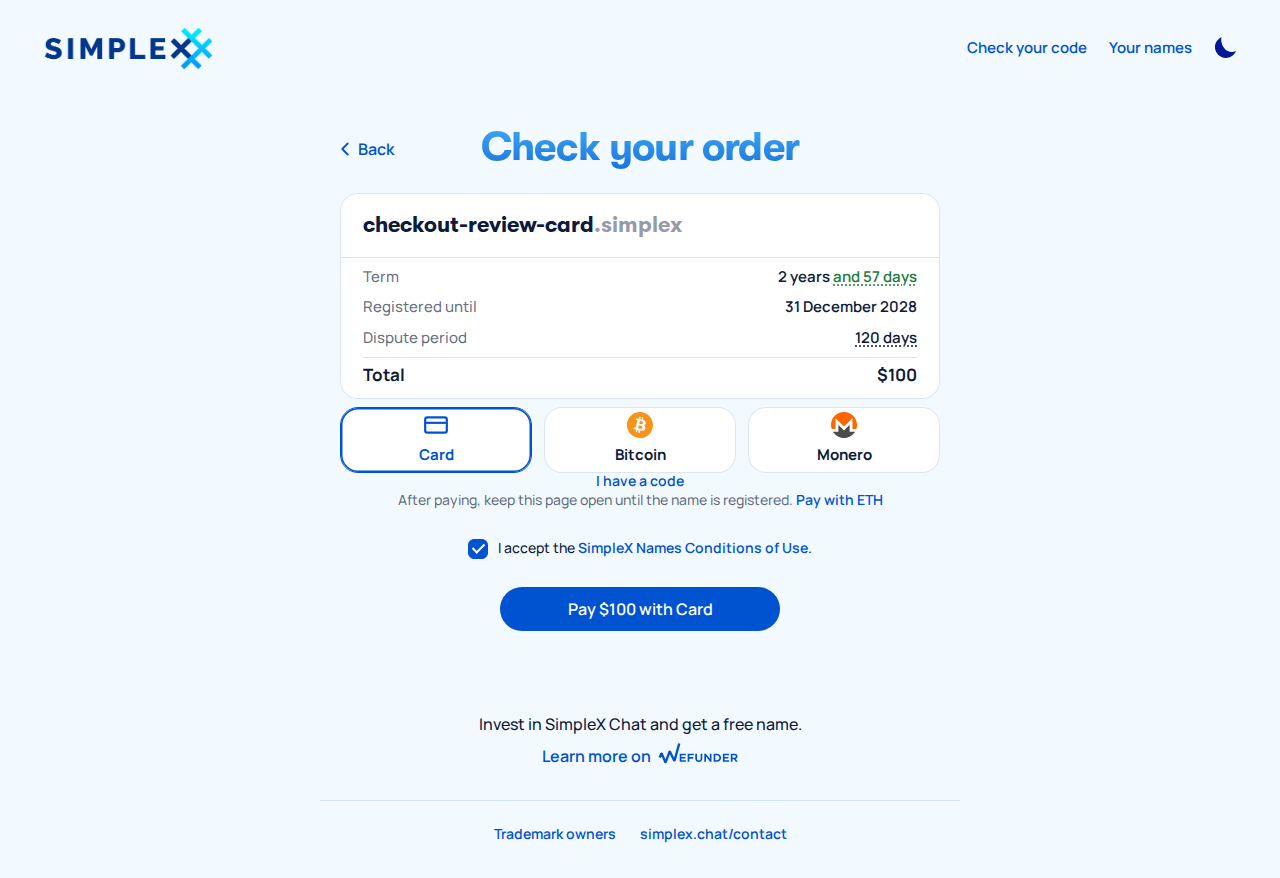 SIMPLEX
Check your code
Your names
Back
Check your order
checkout-review-card.simplex
Term
2 years and 57 days
Registered until
31 December 2028
Dispute period
120 days
Total
$100
Card
Bitcoin
Monero
I have a code
After paying, keep this page open until the name is registered. Pay with ETH
I accept the SimpleX Names Conditions of Use.
Pay $100 with Card
Invest in SimpleX Chat and get a free name.
Learn more on WEFUNDER
Trademark owners
simplex.chat/contact